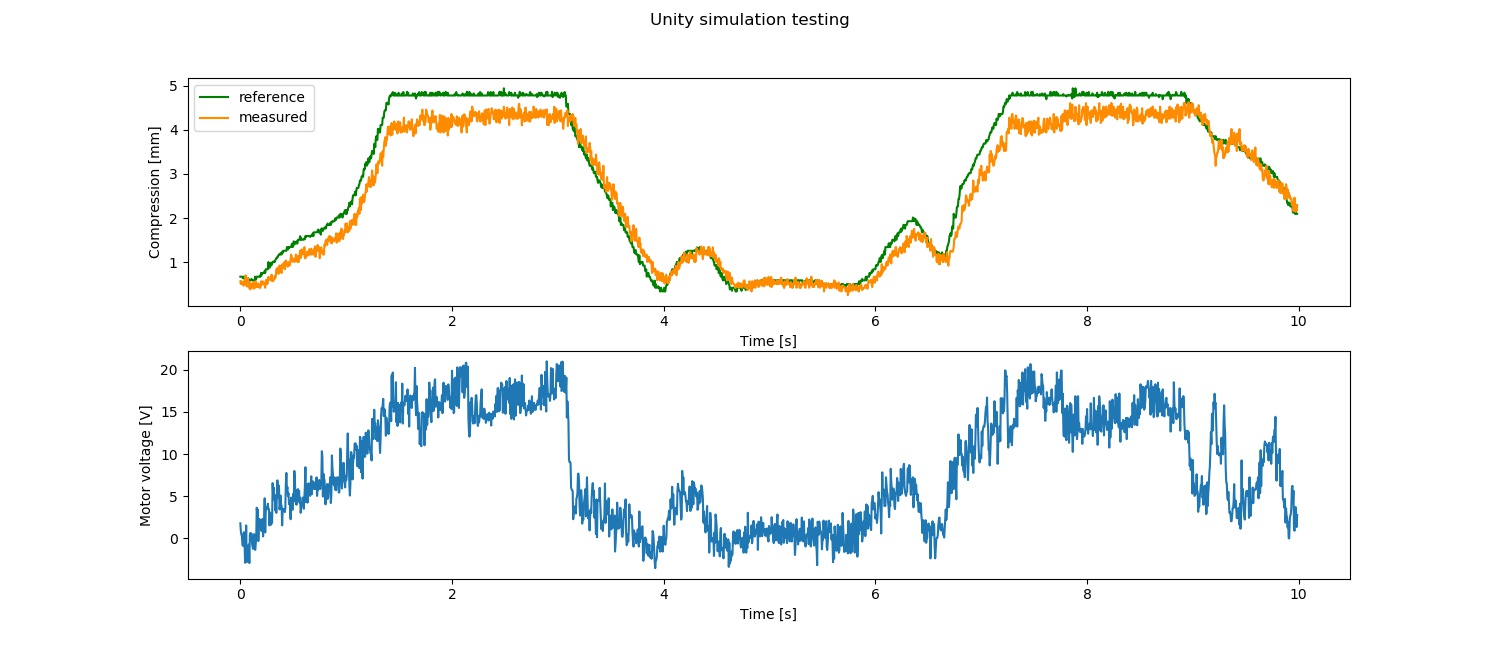 Unity simulation testing
5
4
3
2
1
Compression [mm]
reference
measured
0 2 4 6 8 10
Time [s]
20
15
10
5
0
Motor voltage [V]
0 2 4 6 8 10
Time [s]